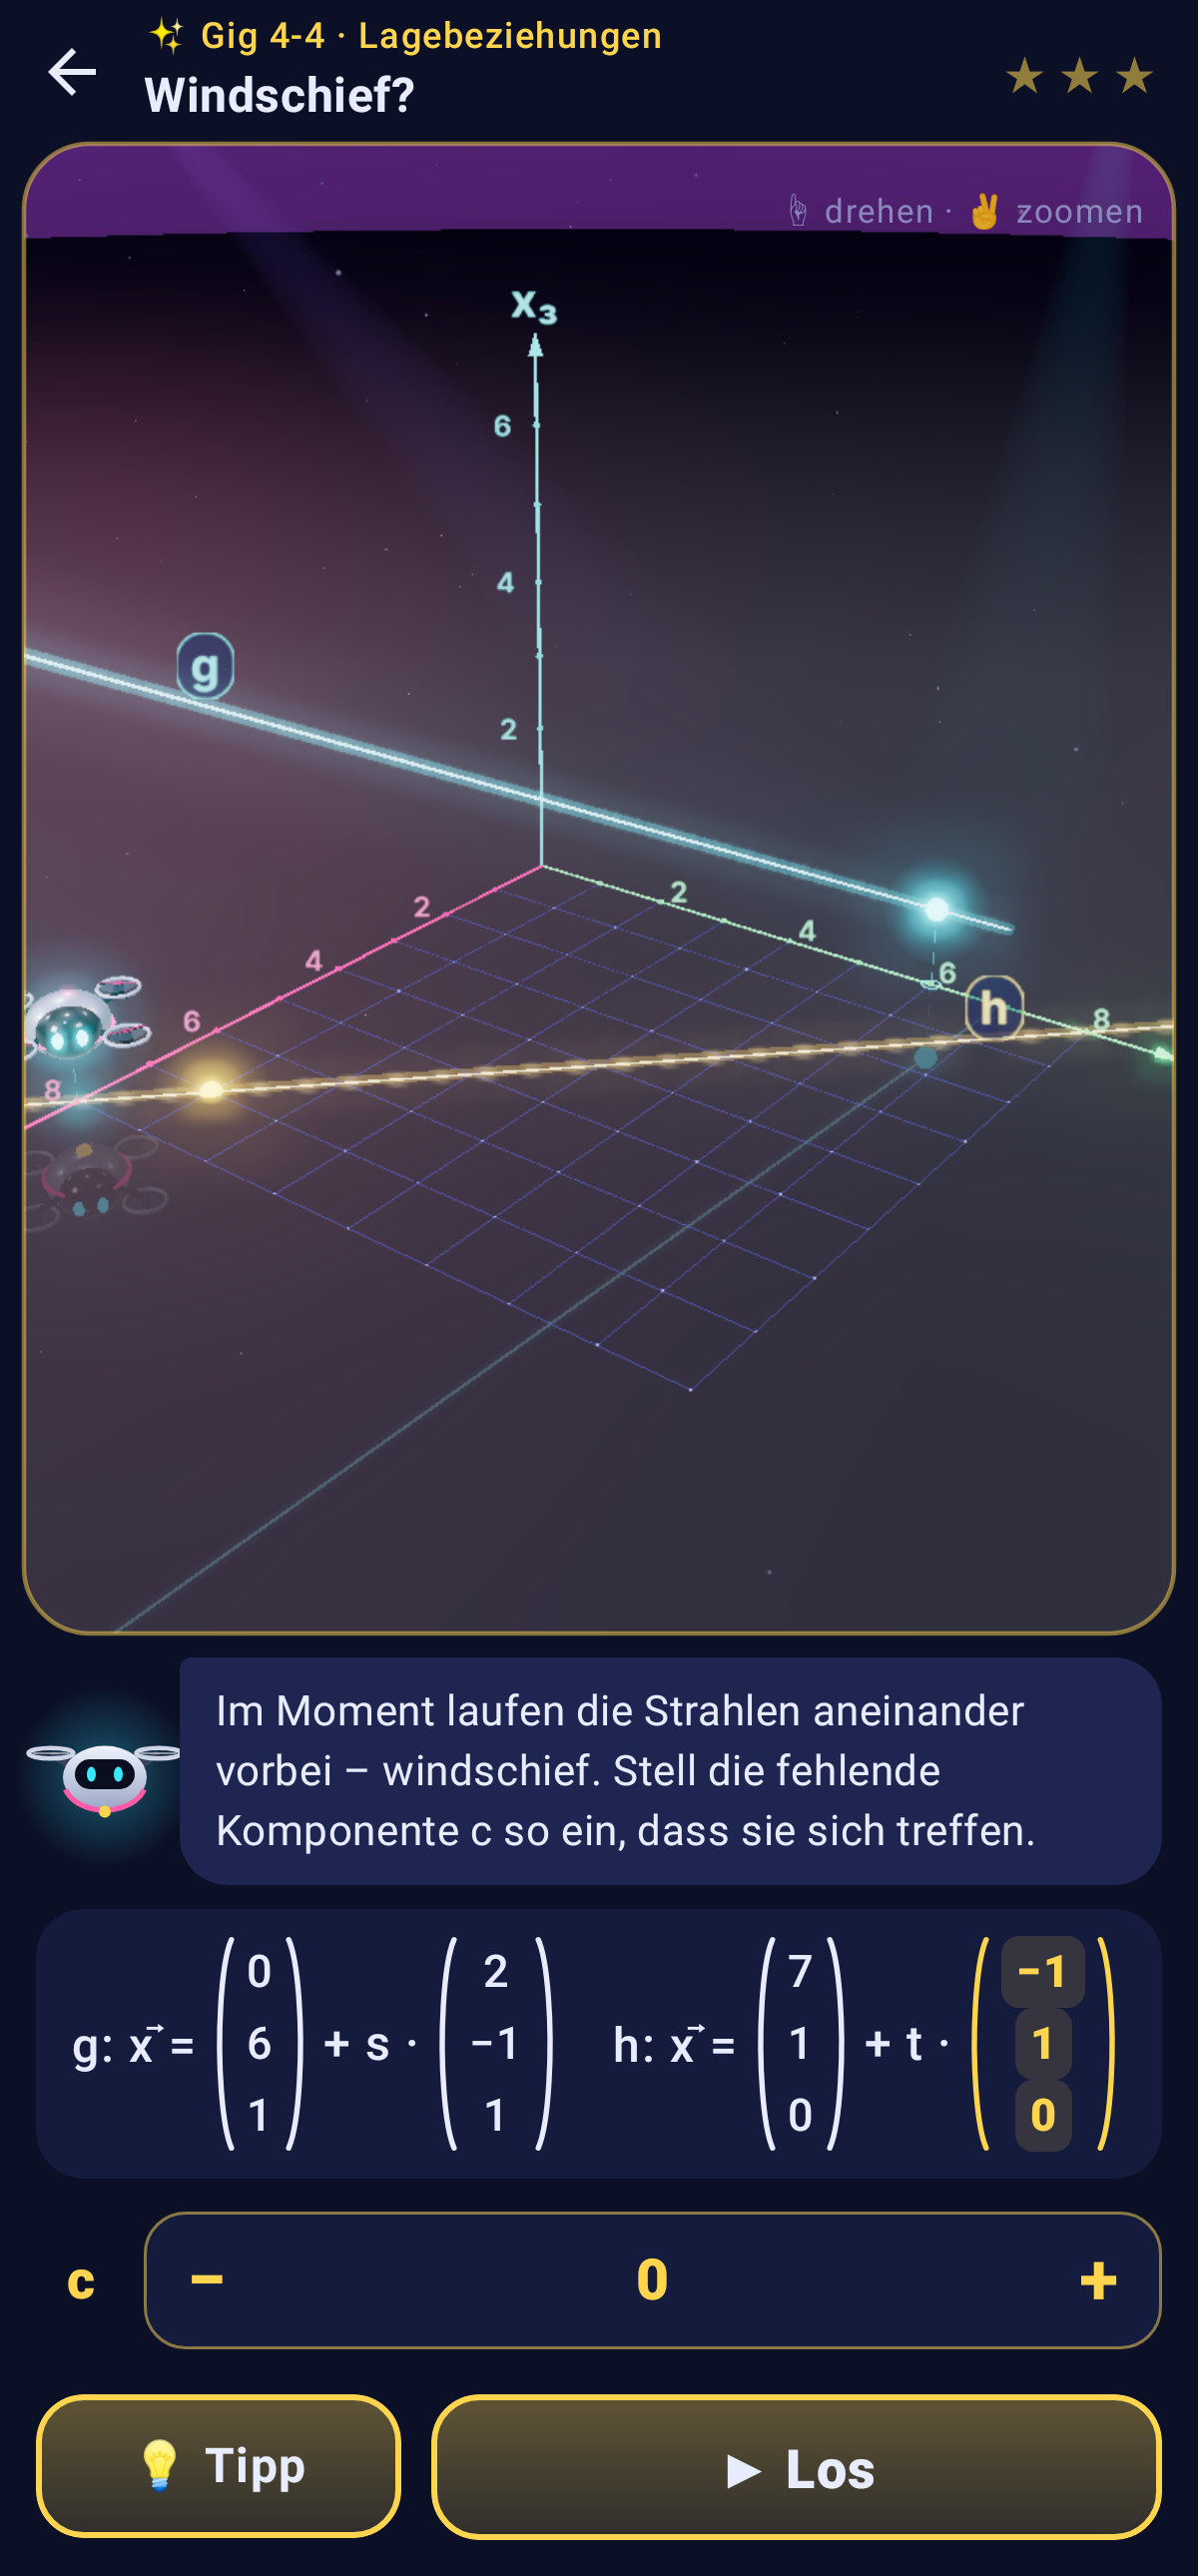 ✨ Gig 4-4 · Lagebeziehungen
Windschief?
★ ★ ★
☝ drehen · ✌ zoomen
x₃
6
4
2
g
2
4
6
8
2
4
6
8
h
Im Moment laufen die Strahlen aneinander
vorbei – windschief. Stell die fehlende
Komponente c so ein, dass sie sich treffen.
0 2 7 −1
g: x⃗ = 6 + s · −1 h: x⃗ = 1 + t · 1
1 1 0 0
c − 0 +
💡 Tipp ▶ Los